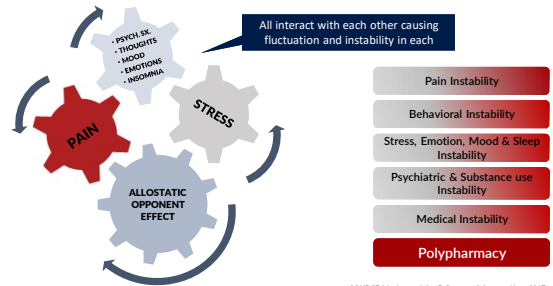 All interact with each other causing
fluctuation and instability in each
• PSYCH. SX.
• THOUGHTS
• MOOD
• EMOTIONS
• INSOMNIA
PAIN
STRESS
ALLOSTATIC
OPPONENT
EFFECT
Pain Instability
Behavioral Instability
Stress, Emotion, Mood & Sleep
Instability
Psychiatric & Substance use
Instability
Medical Instability
Polypharmacy